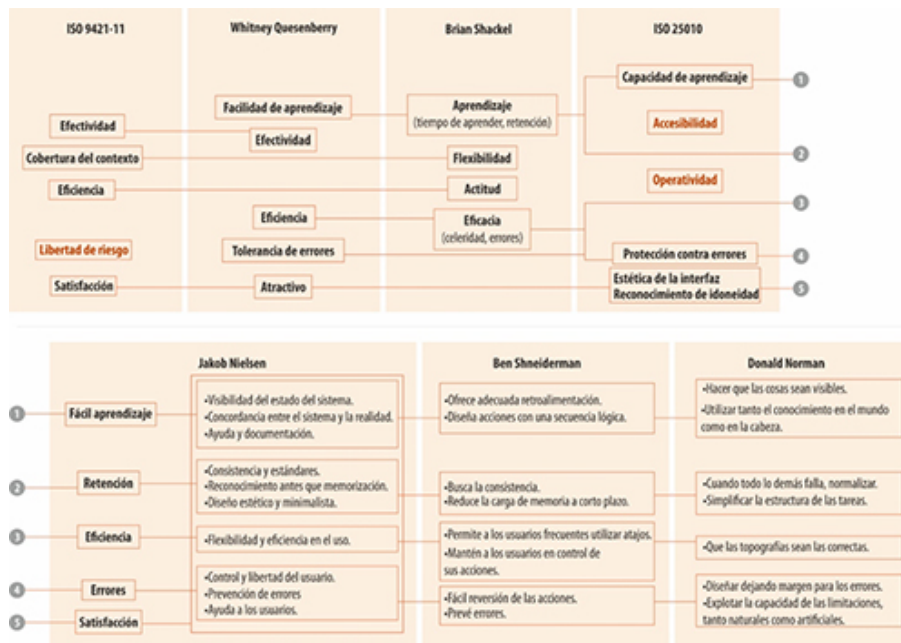 ISO 9421-11
Whitney Quesenberry
Brian Shackel
ISO 25010
Capacidad de aprendizaje
1
Facilidad de aprendizaje
Aprendizaje
(tiempo de aprender, retención)
Accesibilidad
Efectividad
Efectividad
2
Cobertura del contexto
Flexibilidad
Operatividad
Eficiencia
Actitud
3
Eficiencia
Eficacia
(celeridad, errores)
Libertad de riesgo
Tolerancia de errores
Protección contra errores
4
Satisfacción
Atractivo
Estética de la interfaz
Reconocimiento de idoneidad
5
Jakob Nielsen
Ben Shneiderman
Donald Norman
1
Fácil aprendizaje
•Visibilidad del estado del sistema.
•Concordancia entre el sistema y la realidad.
•Ayuda y documentación.
•Ofrece adecuada retroalimentación.
•Diseña acciones con una secuencia lógica.
•Hacer que las cosas sean visibles.
•Utilizar tanto el conocimiento en el mundo
como en la cabeza.
2
Retención
•Consistencia y estándares.
•Reconocimiento antes que memorización.
•Diseño estético y minimalista.
•Busca la consistencia.
•Reduce la carga de memoria a corto plazo.
•Cuando todo lo demás falla, normalizar.
•Simplificar la estructura de las tareas.
3
Eficiencia
•Flexibilidad y eficiencia en el uso.
•Permite a los usuarios frecuentes utilizar atajos.
•Mantén a los usuarios en control de
sus acciones.
•Que las topografías sean las correctas.
4
Errores
•Control y libertad del usuario.
•Prevención de errores
•Ayuda a los usuarios.
•Fácil reversión de las acciones.
•Prevé errores.
•Diseñar dejando margen para los errores.
•Explotar la capacidad de las limitaciones,
tanto naturales como artificiales.
5
Satisfacción